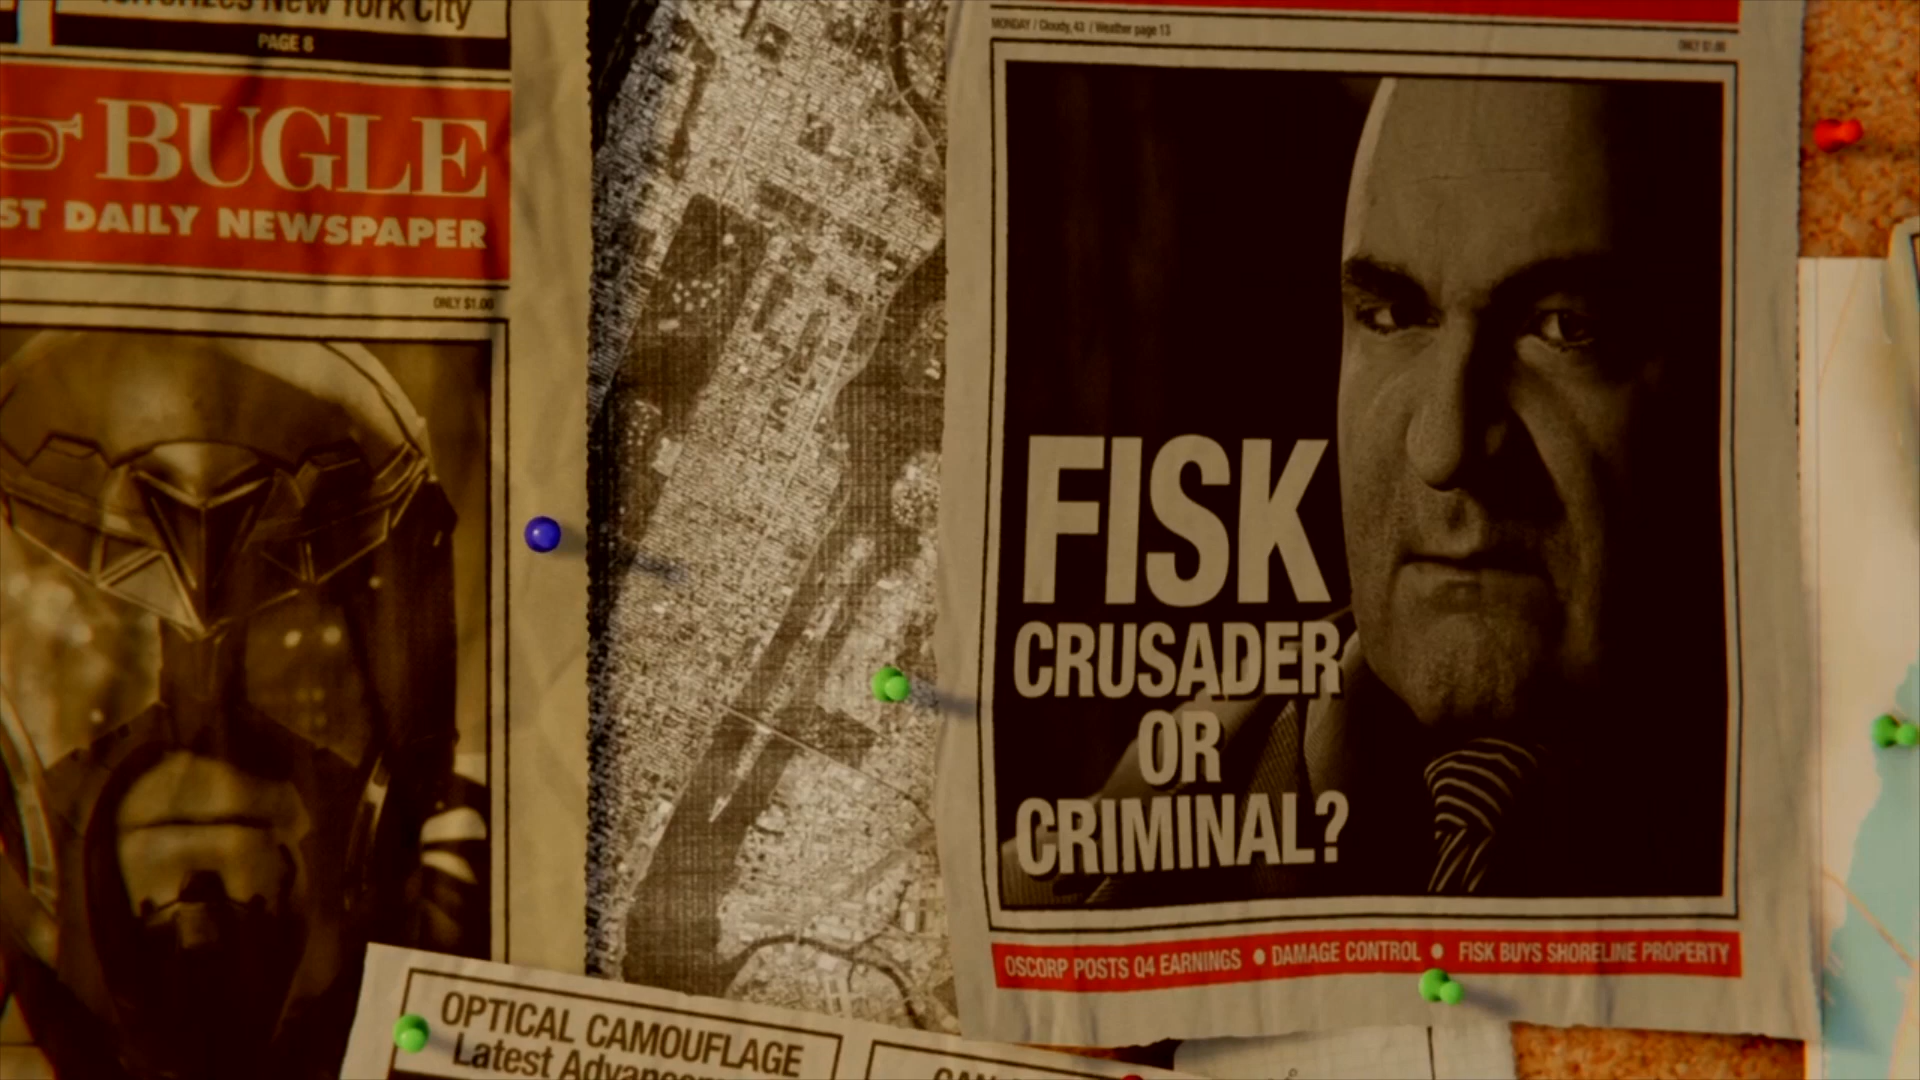 Terrorizes New York City
PAGE 8
BUGLE
ST DAILY NEWSPAPER
ONLY $1.00
OPTICAL CAMOUFLAGE
Latest
MONDAY / Cloudy, 43 / Weather page 13
ONLY $1.00
FISK
CRUSADER
OR
CRIMINAL?
OSCORP POSTS Q4 EARNINGS ● DAMAGE CONTROL ● FISK BUYS SHORELINE PROPERTY